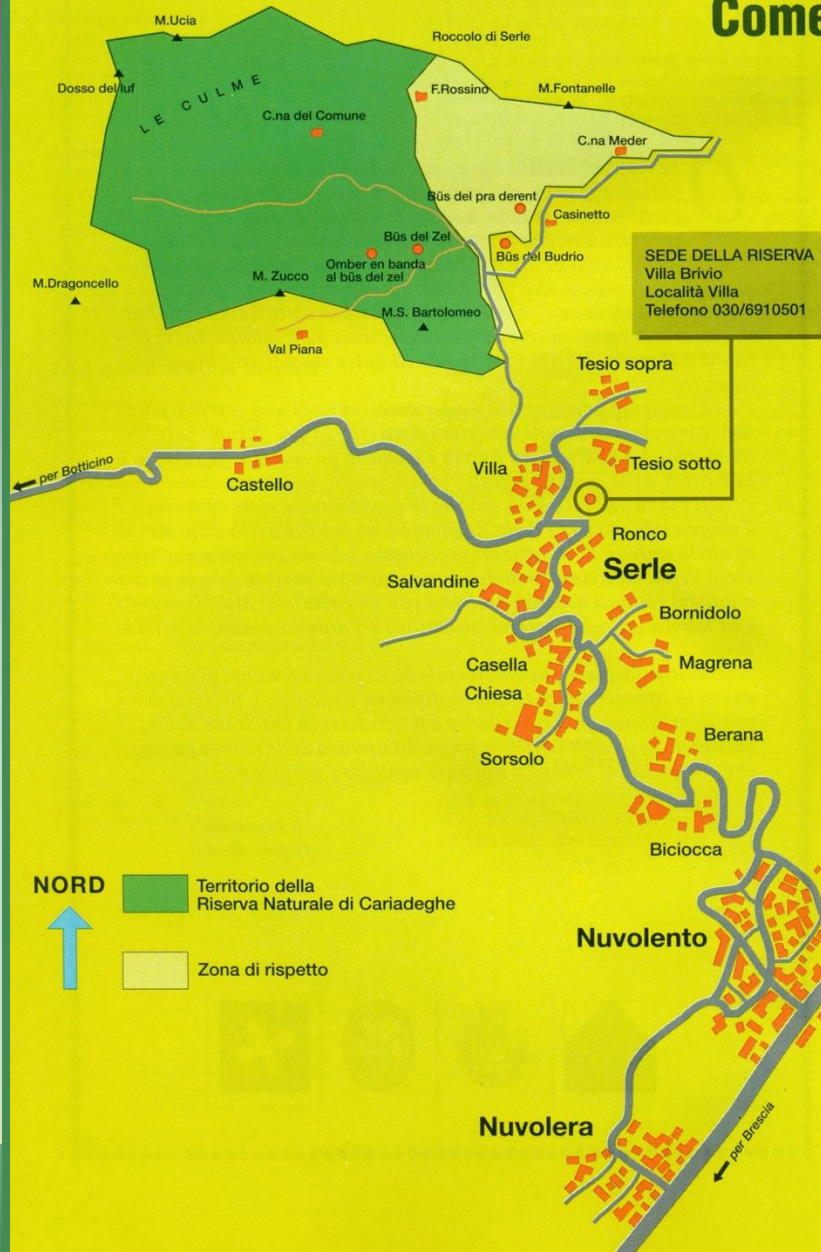 Come
M.Ucia
Roccolo di Serle
Dosso del luf
LE CULME
F.Rossino
M.Fontanelle
C.na del Comune
C.na Meder
Büs del pra derent
Casinetto
Büs del Zel
Büs del Budrio
Omber en banda
al büs del zel
SEDE DELLA RISERVA
Villa Brivio
Località Villa
Telefono 030/6910501
M.Dragoncello
M. Zucco
M.S. Bartolomeo
Val Piana
Tesio sopra
per Botticino
Castello
Villa
Tesio sotto
Ronco
Serle
Salvandine
Bornidolo
Casella
Magrena
Chiesa
Berana
Sorsolo
Biciocca
NORD
Territorio della
Riserva Naturale di Cariadeghe
Nuvolento
Zona di rispetto
Nuvolera
per Brescia